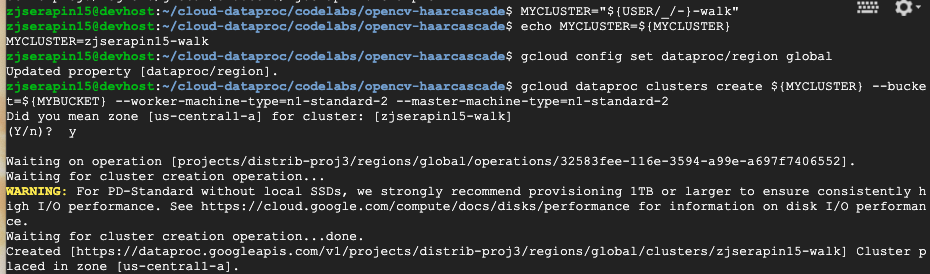 zjserapin15@devhost:~/cloud-dataproc/codelabs/opencv-haarcascade$ MYCLUSTER="${USER/_/-}-walk"
zjserapin15@devhost:~/cloud-dataproc/codelabs/opencv-haarcascade$ echo MYCLUSTER=${MYCLUSTER}
MYCLUSTER=zjserapin15-walk
zjserapin15@devhost:~/cloud-dataproc/codelabs/opencv-haarcascade$ gcloud config set dataproc/region global
Updated property [dataproc/region].
zjserapin15@devhost:~/cloud-dataproc/codelabs/opencv-haarcascade$ gcloud dataproc clusters create ${MYCLUSTER} --bucke
t=${MYBUCKET} --worker-machine-type=n1-standard-2 --master-machine-type=n1-standard-2
Did you mean zone [us-central1-a] for cluster: [zjserapin15-walk]
(Y/n)?  y
Waiting on operation [projects/distrib-proj3/regions/global/operations/32583fee-116e-3594-a99e-a697f7406552].
Waiting for cluster creation operation...
WARNING: For PD-Standard without local SSDs, we strongly recommend provisioning 1TB or larger to ensure consistently h
igh I/O performance. See https://cloud.google.com/compute/docs/disks/performance for information on disk I/O performan
ce.
Waiting for cluster creation operation...done.
Created [https://dataproc.googleapis.com/v1/projects/distrib-proj3/regions/global/clusters/zjserapin15-walk] Cluster p
laced in zone [us-central1-a].